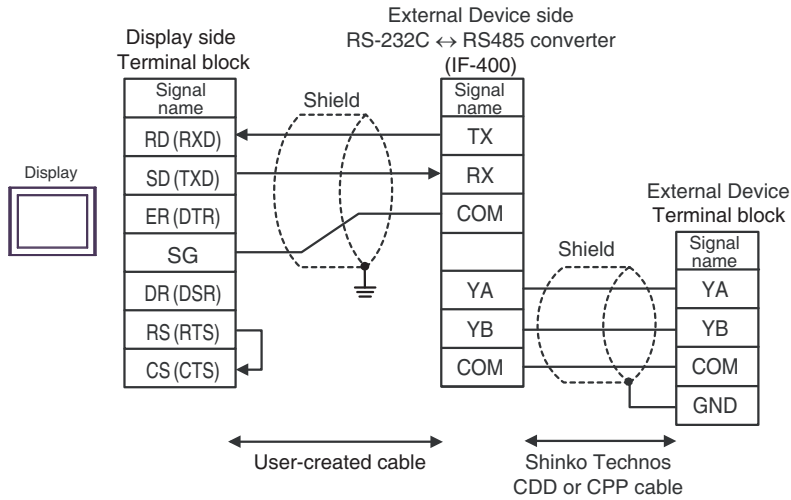 External Device side
RS-232C ↔ RS485 converter
(IF-400)
Display side
Terminal block
Signal
name
RD (RXD)
SD (TXD)
ER (DTR)
SG
DR (DSR)
RS (RTS)
CS (CTS)
Display
Shield
Signal
name
TX
RX
COM
YA
YB
COM
Shield
External Device
Terminal block
Signal
name
YA
YB
COM
GND
User-created cable
Shinko Technos
CDD or CPP cable